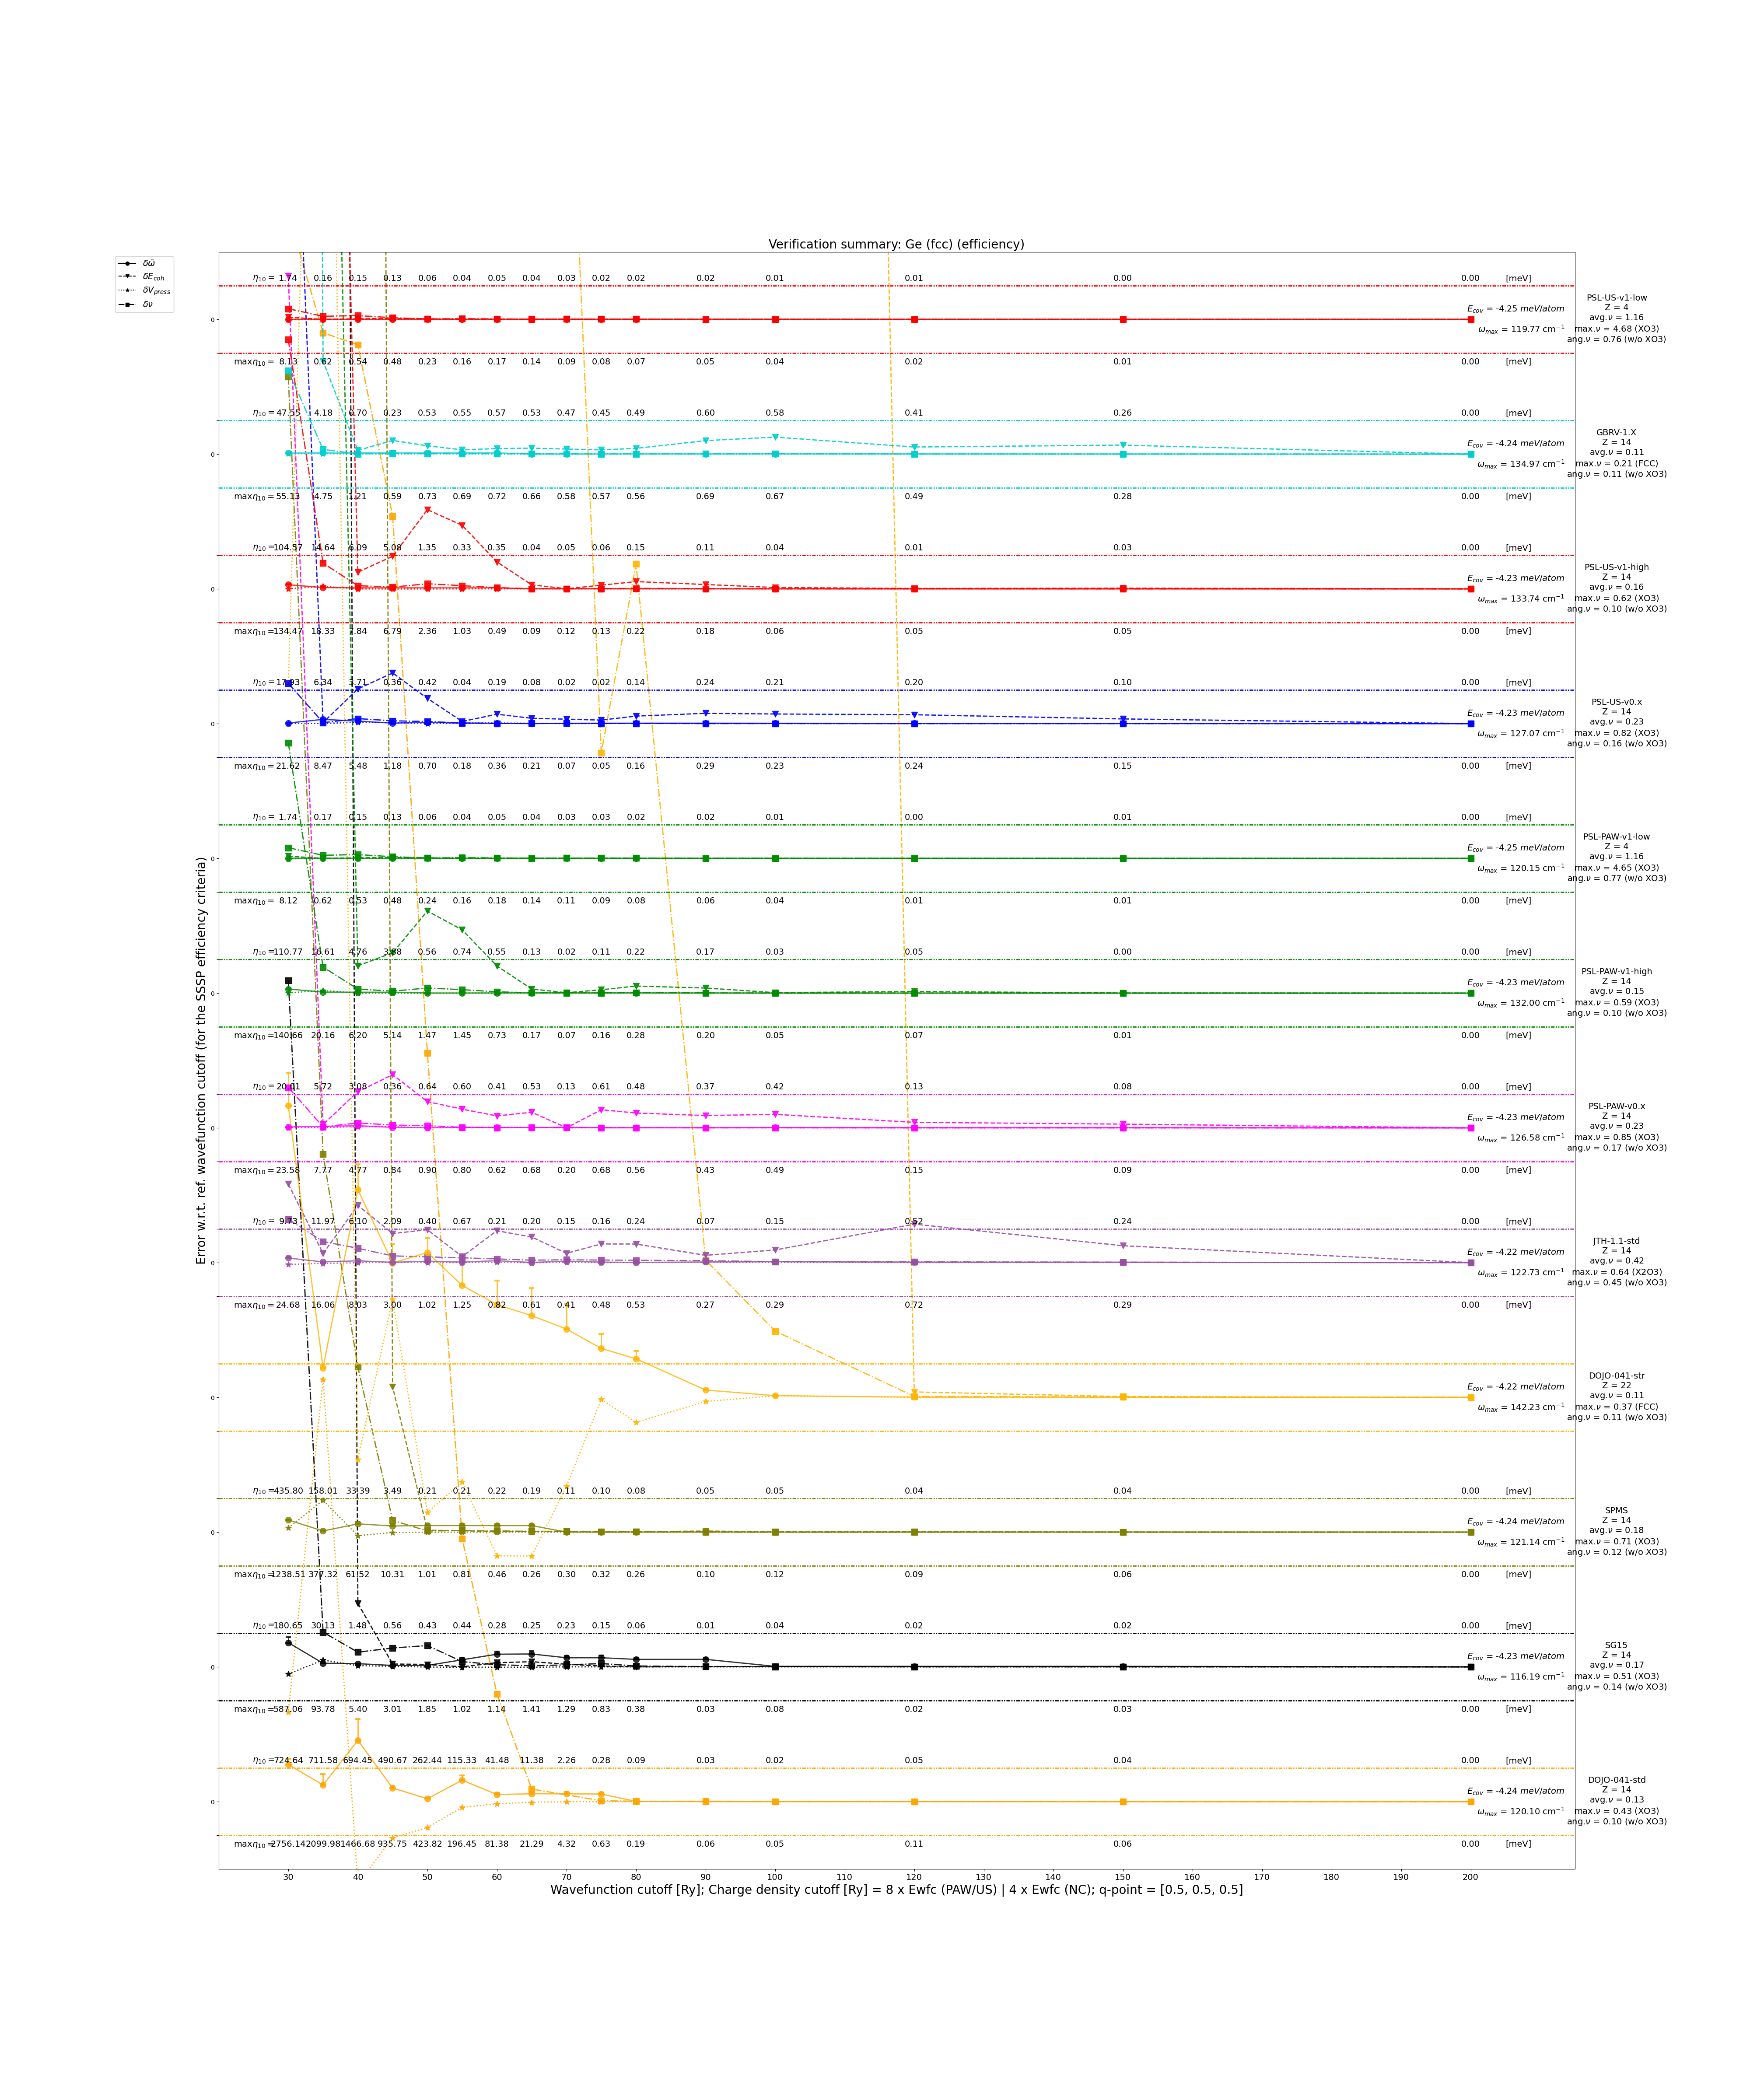 Verification summary: Ge (fcc) (efficiency)
δω̄
δE_coh
δV_press
δν
Error w.r.t. ref. wavefunction cutoff (for the SSSP efficiency criteria)
η₁₀ = 1.74 0.16 0.15 0.13 0.06 0.04 0.05 0.04 0.03 0.02 0.02 0.02 0.01 0.01 0.00 0.00 [meV]
0
E_cov = -4.25 meV/atom
ω_max = 119.77 cm⁻¹
PSL-US-v1-low
Z = 4
avg.ν = 1.16
max.ν = 4.68 (XO3)
ang.ν = 0.76 (w/o XO3)
maxη₁₀ = 8.13 0.62 0.54 0.48 0.23 0.16 0.17 0.14 0.09 0.08 0.07 0.05 0.04 0.02 0.01 0.00 [meV]
η₁₀ = 47.55 4.18 0.70 0.23 0.53 0.55 0.57 0.53 0.47 0.45 0.49 0.60 0.58 0.41 0.26 0.00 [meV]
0
E_cov = -4.24 meV/atom
ω_max = 134.97 cm⁻¹
GBRV-1.X
Z = 14
avg.ν = 0.11
max.ν = 0.21 (FCC)
ang.ν = 0.11 (w/o XO3)
maxη₁₀ = 55.13 4.75 1.21 0.59 0.73 0.69 0.72 0.66 0.58 0.57 0.56 0.69 0.67 0.49 0.28 0.00 [meV]
η₁₀ = 104.57 14.64 6.09 5.08 1.35 0.33 0.35 0.04 0.05 0.06 0.15 0.11 0.04 0.01 0.03 0.00 [meV]
0
E_cov = -4.23 meV/atom
ω_max = 133.74 cm⁻¹
PSL-US-v1-high
Z = 14
avg.ν = 0.16
max.ν = 0.62 (XO3)
ang.ν = 0.10 (w/o XO3)
maxη₁₀ = 134.47 18.33 7.84 6.79 2.36 1.03 0.49 0.09 0.12 0.13 0.22 0.18 0.06 0.05 0.05 0.00 [meV]
η₁₀ = 17.93 6.34 3.71 0.36 0.42 0.04 0.19 0.08 0.02 0.02 0.14 0.24 0.21 0.20 0.10 0.00 [meV]
0
E_cov = -4.23 meV/atom
ω_max = 127.07 cm⁻¹
PSL-US-v0.x
Z = 14
avg.ν = 0.23
max.ν = 0.82 (XO3)
ang.ν = 0.16 (w/o XO3)
maxη₁₀ = 21.62 8.47 5.48 1.18 0.70 0.18 0.36 0.21 0.07 0.05 0.16 0.29 0.23 0.24 0.15 0.00 [meV]
η₁₀ = 1.74 0.17 0.15 0.13 0.06 0.04 0.05 0.04 0.03 0.03 0.02 0.02 0.01 0.00 0.01 0.00 [meV]
0
E_cov = -4.25 meV/atom
ω_max = 120.15 cm⁻¹
PSL-PAW-v1-low
Z = 4
avg.ν = 1.16
max.ν = 4.65 (XO3)
ang.ν = 0.77 (w/o XO3)
maxη₁₀ = 8.12 0.62 0.53 0.48 0.24 0.16 0.18 0.14 0.11 0.09 0.08 0.06 0.04 0.01 0.01 0.00 [meV]
η₁₀ = 110.77 16.61 4.76 3.88 0.56 0.74 0.55 0.13 0.02 0.11 0.22 0.17 0.03 0.05 0.00 0.00 [meV]
0
E_cov = -4.23 meV/atom
ω_max = 132.00 cm⁻¹
PSL-PAW-v1-high
Z = 14
avg.ν = 0.15
max.ν = 0.59 (XO3)
ang.ν = 0.10 (w/o XO3)
maxη₁₀ = 140.66 20.16 6.20 5.14 1.47 1.45 0.73 0.17 0.07 0.16 0.28 0.20 0.05 0.07 0.01 0.00 [meV]
η₁₀ = 20.01 5.72 3.08 0.36 0.64 0.60 0.41 0.53 0.13 0.61 0.48 0.37 0.42 0.13 0.08 0.00 [meV]
0
E_cov = -4.23 meV/atom
ω_max = 126.58 cm⁻¹
PSL-PAW-v0.x
Z = 14
avg.ν = 0.23
max.ν = 0.85 (XO3)
ang.ν = 0.17 (w/o XO3)
maxη₁₀ = 23.58 7.77 4.77 0.84 0.90 0.80 0.62 0.68 0.20 0.68 0.56 0.43 0.49 0.15 0.09 0.00 [meV]
η₁₀ = 9.73 11.97 6.10 2.09 0.40 0.67 0.21 0.20 0.15 0.16 0.24 0.07 0.15 0.52 0.24 0.00 [meV]
0
E_cov = -4.22 meV/atom
ω_max = 122.73 cm⁻¹
JTH-1.1-std
Z = 14
avg.ν = 0.42
max.ν = 0.64 (X2O3)
ang.ν = 0.45 (w/o XO3)
maxη₁₀ = 24.68 16.06 8.03 3.00 1.02 1.25 0.82 0.61 0.41 0.48 0.53 0.27 0.29 0.72 0.29 0.00 [meV]
0
E_cov = -4.22 meV/atom
ω_max = 142.23 cm⁻¹
DOJO-041-str
Z = 22
avg.ν = 0.11
max.ν = 0.37 (FCC)
ang.ν = 0.11 (w/o XO3)
η₁₀ = 435.80 158.01 33.39 3.49 0.21 0.21 0.22 0.19 0.11 0.10 0.08 0.05 0.05 0.04 0.04 0.00 [meV]
0
E_cov = -4.24 meV/atom
ω_max = 121.14 cm⁻¹
SPMS
Z = 14
avg.ν = 0.18
max.ν = 0.71 (XO3)
ang.ν = 0.12 (w/o XO3)
maxη₁₀ = 1238.51 377.32 61.52 10.31 1.01 0.81 0.46 0.26 0.30 0.32 0.26 0.10 0.12 0.09 0.06 0.00 [meV]
η₁₀ = 180.65 30.13 1.48 0.56 0.43 0.44 0.28 0.25 0.23 0.15 0.06 0.01 0.04 0.02 0.02 0.00 [meV]
0
E_cov = -4.23 meV/atom
ω_max = 116.19 cm⁻¹
SG15
Z = 14
avg.ν = 0.17
max.ν = 0.51 (XO3)
ang.ν = 0.14 (w/o XO3)
maxη₁₀ = 587.06 93.78 5.40 3.01 1.85 1.02 1.14 1.41 1.29 0.83 0.38 0.03 0.08 0.02 0.03 0.00 [meV]
η₁₀ = 724.64 711.58 694.45 490.67 262.44 115.33 41.48 11.38 2.26 0.28 0.09 0.03 0.02 0.05 0.04 0.00 [meV]
0
E_cov = -4.24 meV/atom
ω_max = 120.10 cm⁻¹
DOJO-041-std
Z = 14
avg.ν = 0.13
max.ν = 0.43 (XO3)
ang.ν = 0.10 (w/o XO3)
maxη₁₀ = 2756.14 2099.98 1466.68 935.75 423.82 196.45 81.38 21.29 4.32 0.63 0.19 0.06 0.05 0.11 0.06 0.00 [meV]
30 40 50 60 70 80 90 100 110 120 130 140 150 160 170 180 190 200
Wavefunction cutoff [Ry]; Charge density cutoff [Ry] = 8 x Ewfc (PAW/US) | 4 x Ewfc (NC); q-point = [0.5, 0.5, 0.5]